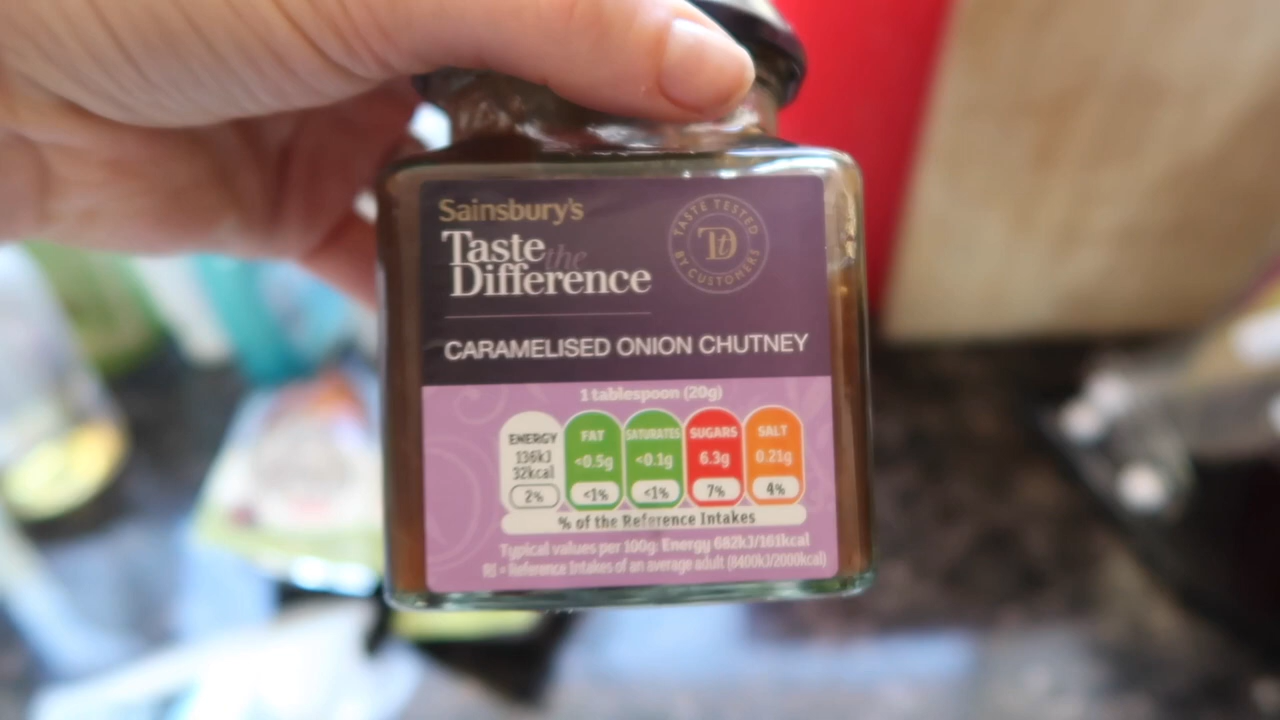 Sainsbury's
Taste the
Difference
TASTE TESTED
Ttd
BY CUSTOMERS
CARAMELISED ONION CHUTNEY
1 tablespoon (20g)
ENERGY FAT SATURATES SUGARS SALT
136kJ
32kcal <0.5g <0.1g 6.3g 0.21g
2% <1% <1% 7% 4%
% of the Reference Intakes
Typical values per 100g: Energy 682kJ/161kcal
RI = Reference Intakes of an average adult (8400kJ/2000kcal)